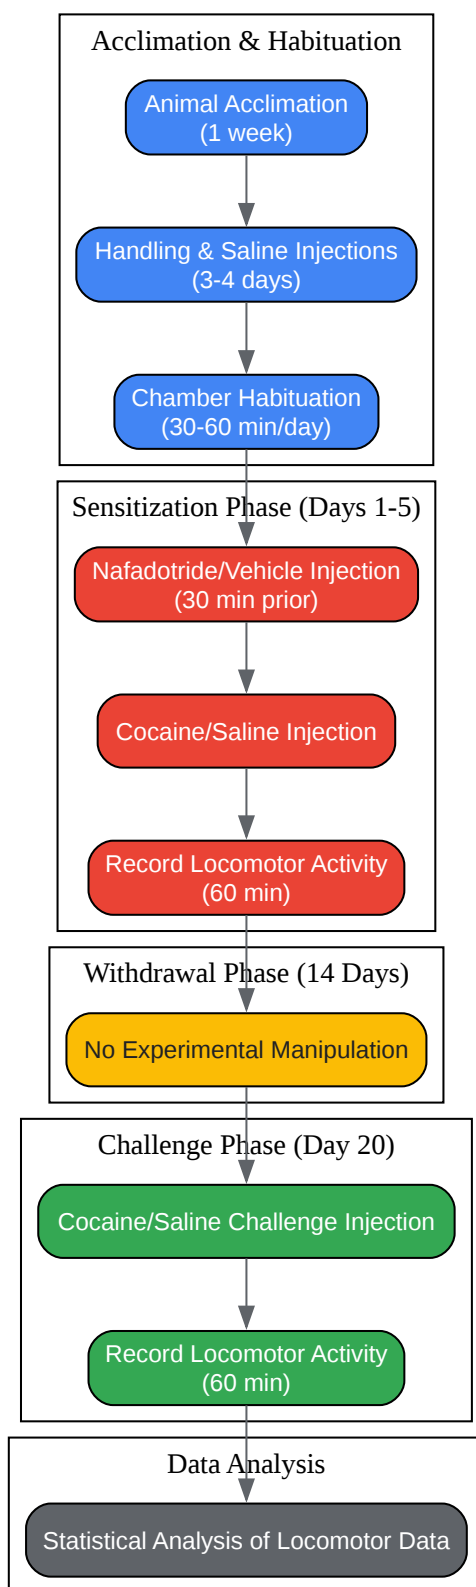 Acclimation & Habituation
Animal Acclimation
(1 week)
Handling & Saline Injections
(3-4 days)
Chamber Habituation
(30-60 min/day)
Sensitization Phase (Days 1-5)
Nafadotride/Vehicle Injection
(30 min prior)
Cocaine/Saline Injection
Record Locomotor Activity
(60 min)
Withdrawal Phase (14 Days)
No Experimental Manipulation
Challenge Phase (Day 20)
Cocaine/Saline Challenge Injection
Record Locomotor Activity
(60 min)
Data Analysis
Statistical Analysis of Locomotor Data